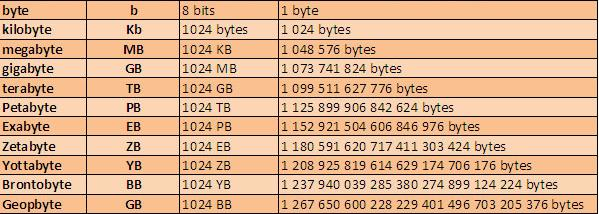 byte b 8 bits 1 byte
kilobyte Kb 1024 bytes 1 024 bytes
megabyte MB 1024 KB 1 048 576 bytes
gigabyte GB 1024 MB 1 073 741 824 bytes
terabyte TB 1024 GB 1 099 511 627 776 bytes
Petabyte PB 1024 TB 1 125 899 906 842 624 bytes
Exabyte EB 1024 PB 1 152 921 504 606 846 976 bytes
Zetabyte ZB 1024 EB 1 180 591 620 717 411 303 424 bytes
Yottabyte YB 1024 ZB 1 208 925 819 614 629 174 706 176 bytes
Brontobyte BB 1024 YB 1 237 940 039 285 380 274 899 124 224 bytes
Geopbyte GB 1024 BB 1 267 650 600 228 229 401 496 703 205 376 bytes